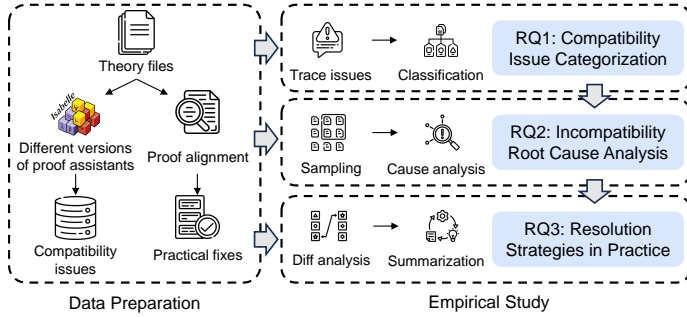 Theory files
Isabelle
Different versions
of proof assistants
Proof alignment
Compatibility
issues
Practical fixes
Data Preparation
Trace issues
Classification
RQ1: Compatibility
Issue Categorization
Sampling
Cause analysis
RQ2: Incompatibility
Root Cause Analysis
Diff analysis
Summarization
RQ3: Resolution
Strategies in Practice
Empirical Study